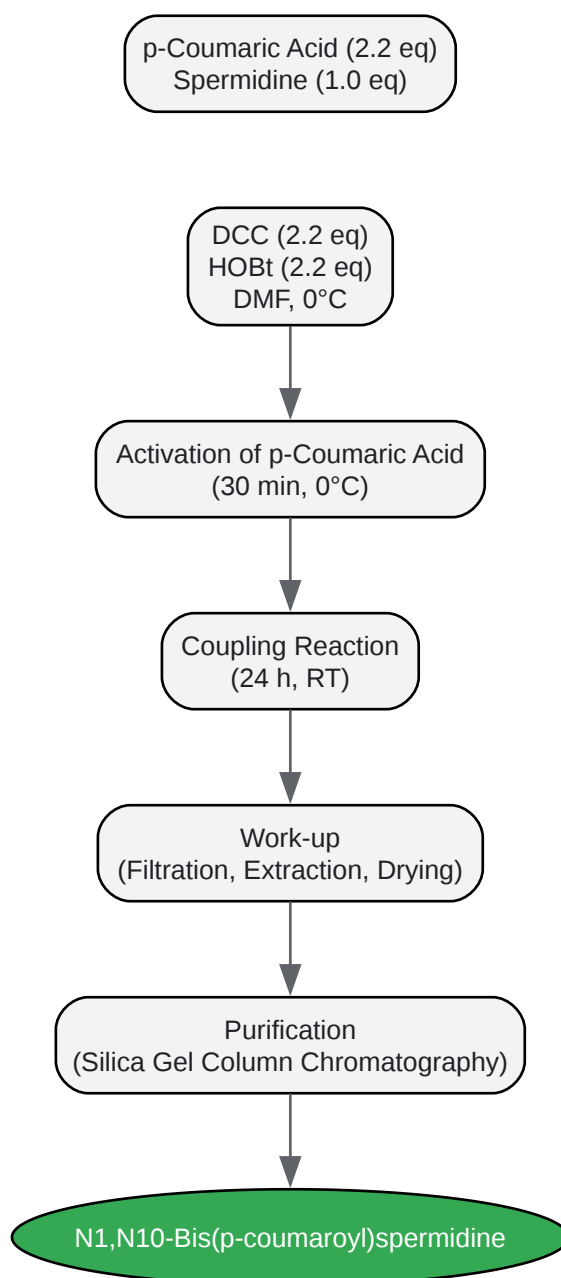 p-Coumaric Acid (2.2 eq)
Spermidine (1.0 eq)
DCC (2.2 eq)
HOBt (2.2 eq)
DMF, 0°C
Activation of p-Coumaric Acid
(30 min, 0°C)
Coupling Reaction
(24 h, RT)
Work-up
(Filtration, Extraction, Drying)
Purification
(Silica Gel Column Chromatography)
N1,N10-Bis(p-coumaroyl)spermidine